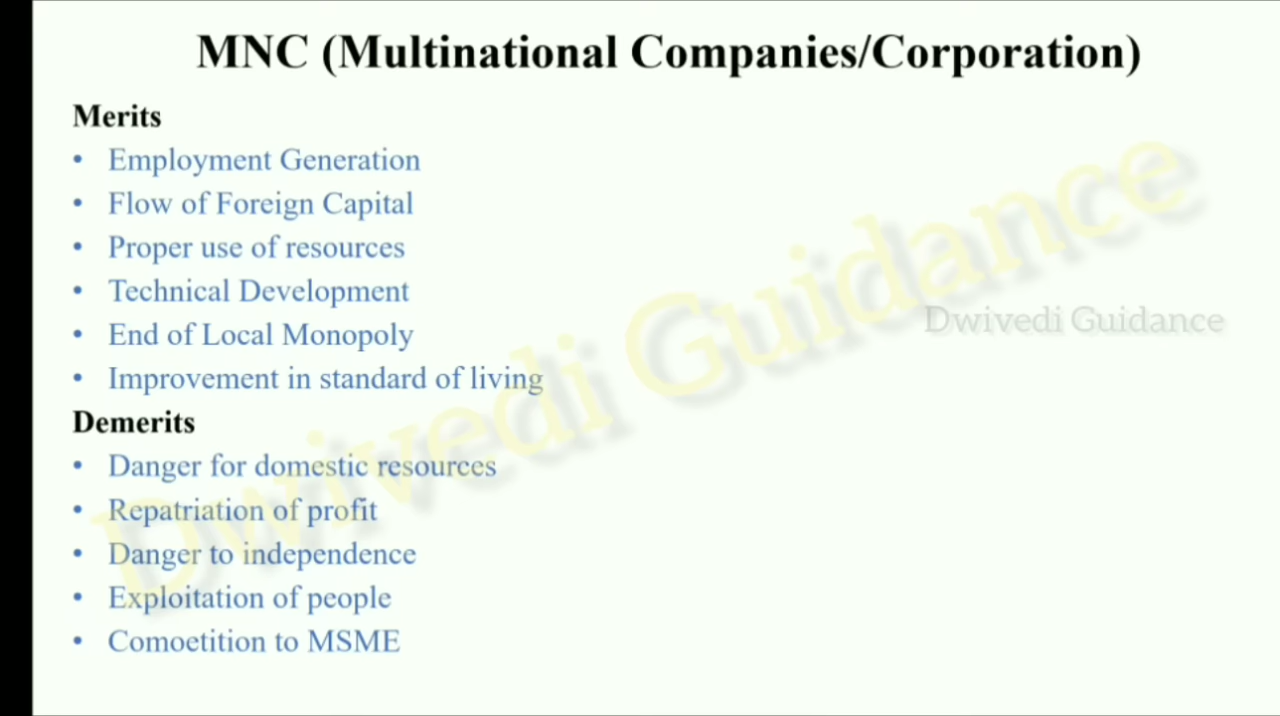 MNC (Multinational Companies/Corporation)
Merits
• Employment Generation
• Flow of Foreign Capital
• Proper use of resources
• Technical Development
• End of Local Monopoly
• Improvement in standard of living
Demerits
• Danger for domestic resources
• Repatriation of profit
• Danger to independence
• Exploitation of people
• Comoetition to MSME
Dwivedi Guidance
Dwivedi Guidance